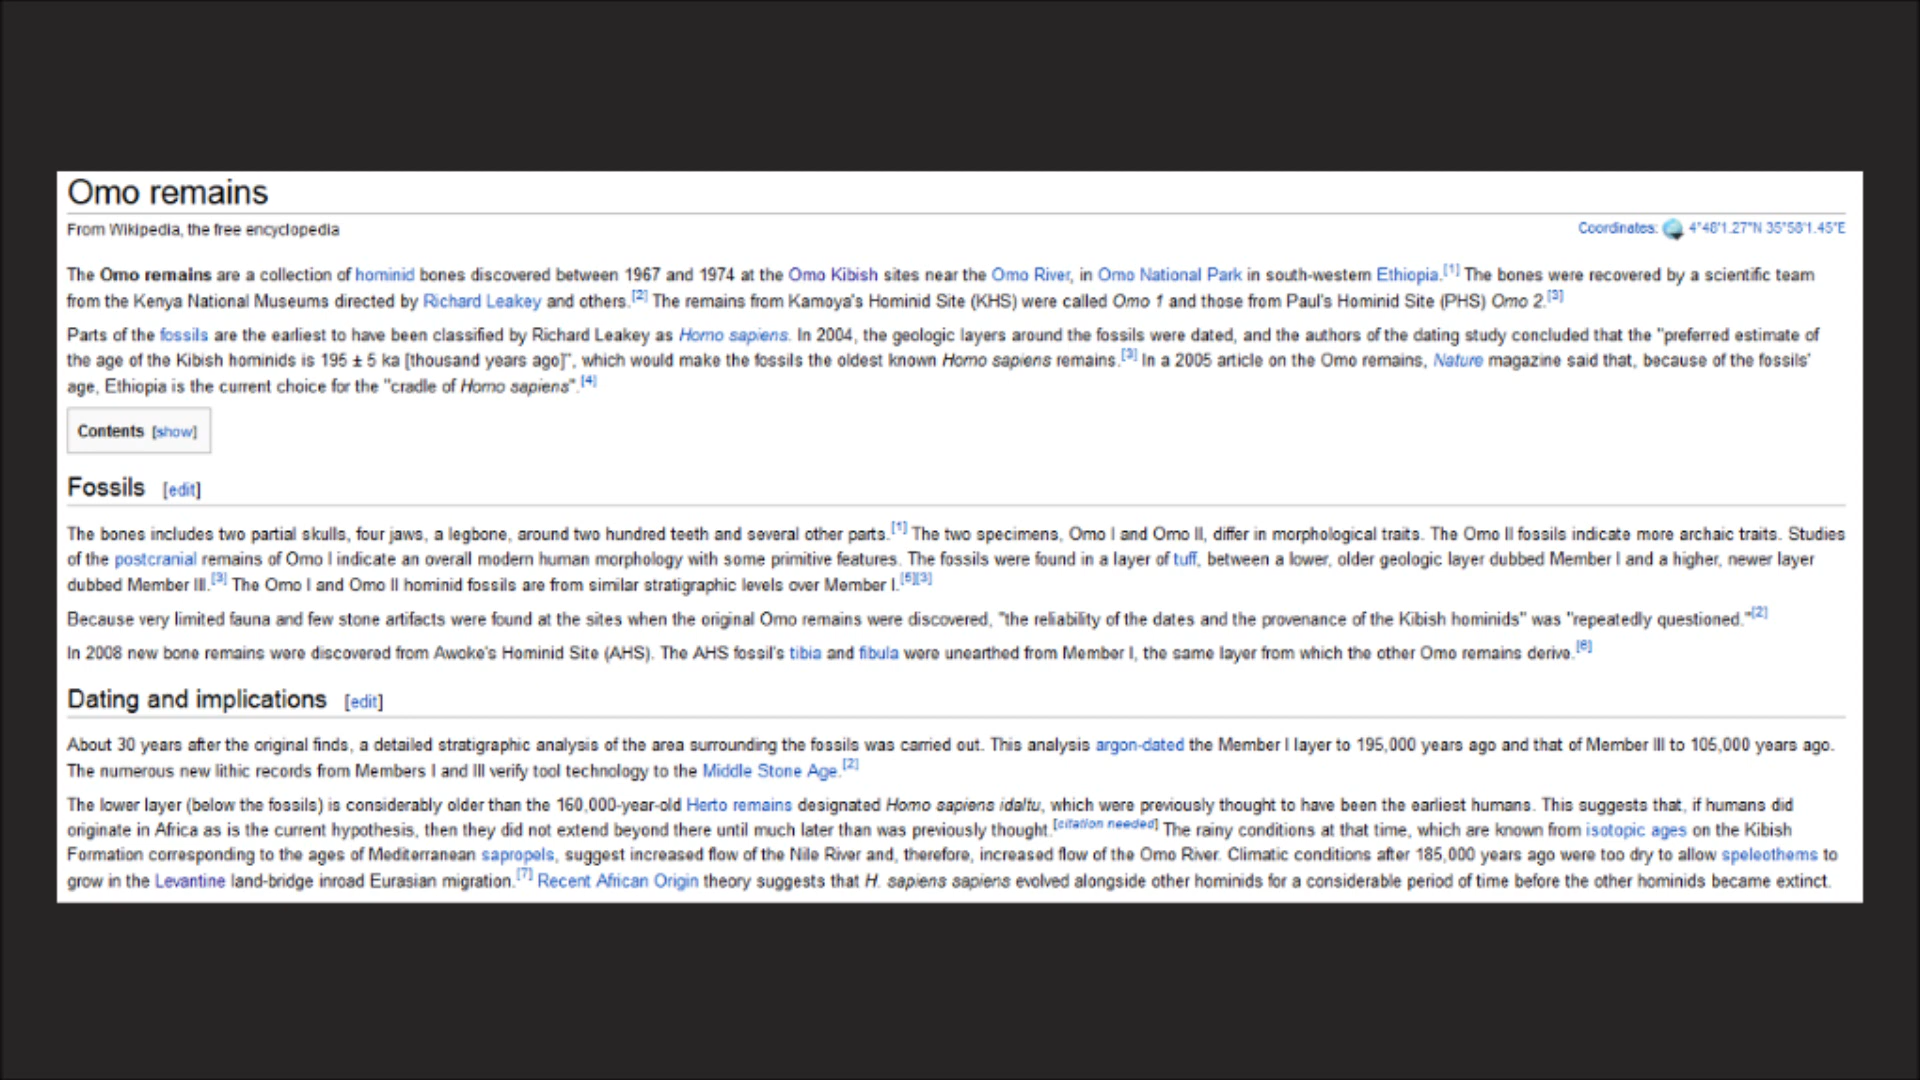 Omo remains
From Wikipedia, the free encyclopedia
Coordinates: 4°48'1.27"N 35°58'1.45"E
The Omo remains are a collection of hominid bones discovered between 1967 and 1974 at the Omo Kibish sites near the Omo River, in Omo National Park in south-western Ethiopia.[1] The bones were recovered by a scientific team
from the Kenya National Museums directed by Richard Leakey and others.[2] The remains from Kamoya's Hominid Site (KHS) were called Omo 1 and those from Paul's Hominid Site (PHS) Omo 2.[3]
Parts of the fossils are the earliest to have been classified by Richard Leakey as Homo sapiens. In 2004, the geologic layers around the fossils were dated, and the authors of the dating study concluded that the "preferred estimate of
the age of the Kibish hominids is 195 ± 5 ka [thousand years ago]", which would make the fossils the oldest known Homo sapiens remains.[3] In a 2005 article on the Omo remains, Nature magazine said that, because of the fossils'
age, Ethiopia is the current choice for the "cradle of Homo sapiens".[4]
Contents [show]
Fossils [edit]
The bones includes two partial skulls, four jaws, a legbone, around two hundred teeth and several other parts.[1] The two specimens, Omo I and Omo II, differ in morphological traits. The Omo II fossils indicate more archaic traits. Studies
of the postcranial remains of Omo I indicate an overall modern human morphology with some primitive features. The fossils were found in a layer of tuff, between a lower, older geologic layer dubbed Member I and a higher, newer layer
dubbed Member III.[3] The Omo I and Omo II hominid fossils are from similar stratigraphic levels over Member I.[5][3]
Because very limited fauna and few stone artifacts were found at the sites when the original Omo remains were discovered, "the reliability of the dates and the provenance of the Kibish hominids" was "repeatedly questioned."[2]
In 2008 new bone remains were discovered from Awoke's Hominid Site (AHS). The AHS fossil's tibia and fibula were unearthed from Member I, the same layer from which the other Omo remains derive.[6]
Dating and implications [edit]
About 30 years after the original finds, a detailed stratigraphic analysis of the area surrounding the fossils was carried out. This analysis argon-dated the Member I layer to 195,000 years ago and that of Member III to 105,000 years ago.
The numerous new lithic records from Members I and III verify tool technology to the Middle Stone Age.[2]
The lower layer (below the fossils) is considerably older than the 160,000-year-old Herto remains designated Homo sapiens idaltu, which were previously thought to have been the earliest humans. This suggests that, if humans did
originate in Africa as is the current hypothesis, then they did not extend beyond there until much later than was previously thought.[citation needed] The rainy conditions at that time, which are known from isotopic ages on the Kibish
Formation corresponding to the ages of Mediterranean sapropels, suggest increased flow of the Nile River and, therefore, increased flow of the Omo River. Climatic conditions after 185,000 years ago were too dry to allow speleothems to
grow in the Levantine land-bridge inroad Eurasian migration.[7] Recent African Origin theory suggests that H. sapiens sapiens evolved alongside other hominids for a considerable period of time before the other hominids became extinct.